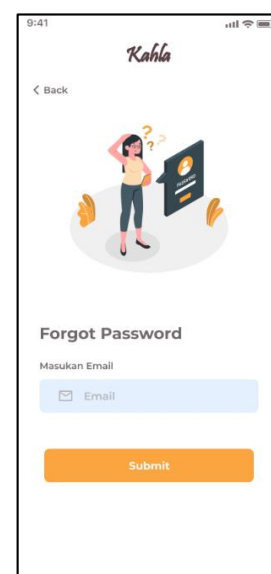 9:41
Kahla
Back
? ? ?
Forgot Password
Masukan Email
Email
Submit